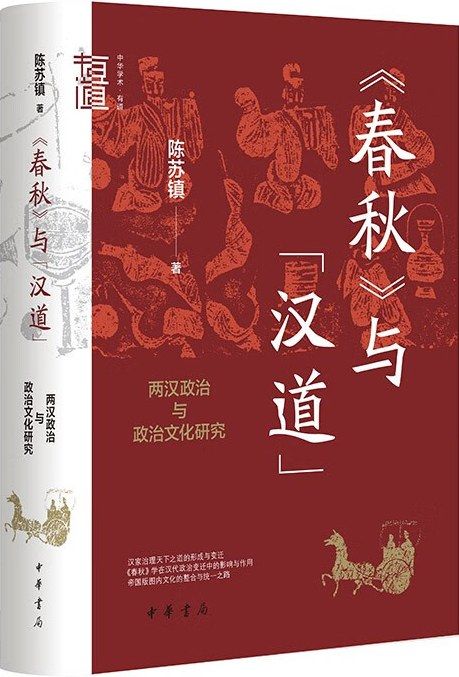 陈苏镇 著
《春秋》与「汉道」
两汉政治
与
政治文化研究
中华书局
有道
中华学术·有道
陈苏镇
著
《春秋》与
「汉道」
两汉政治
与
政治文化研究
汉家治理天下之道的形成与变迁
《春秋》学在汉代政治变迁中的影响与作用
帝国版图内文化的整合与统一之路
中华书局